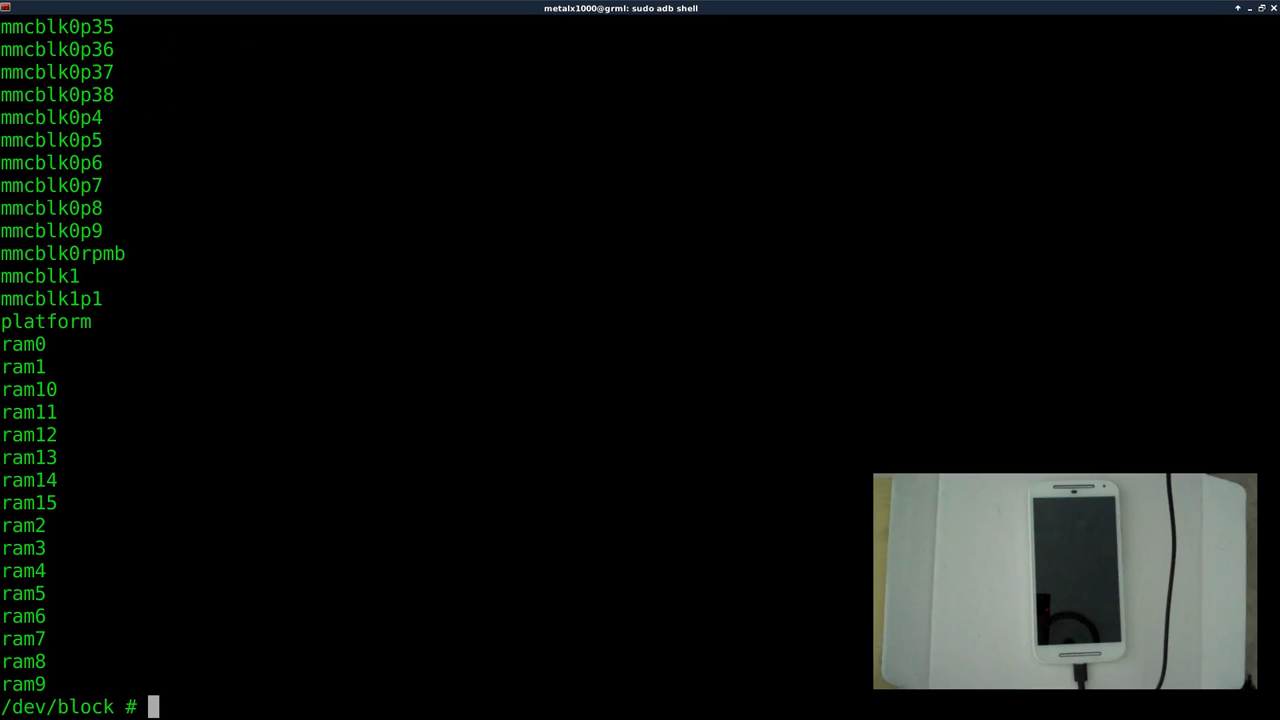 metalx1000@grml: sudo adb shell
mmcblk0p35
mmcblk0p36
mmcblk0p37
mmcblk0p38
mmcblk0p4
mmcblk0p5
mmcblk0p6
mmcblk0p7
mmcblk0p8
mmcblk0p9
mmcblk0rpmb
mmcblk1
mmcblk1p1
platform
ram0
ram1
ram10
ram11
ram12
ram13
ram14
ram15
ram2
ram3
ram4
ram5
ram6
ram7
ram8
ram9
/dev/block #